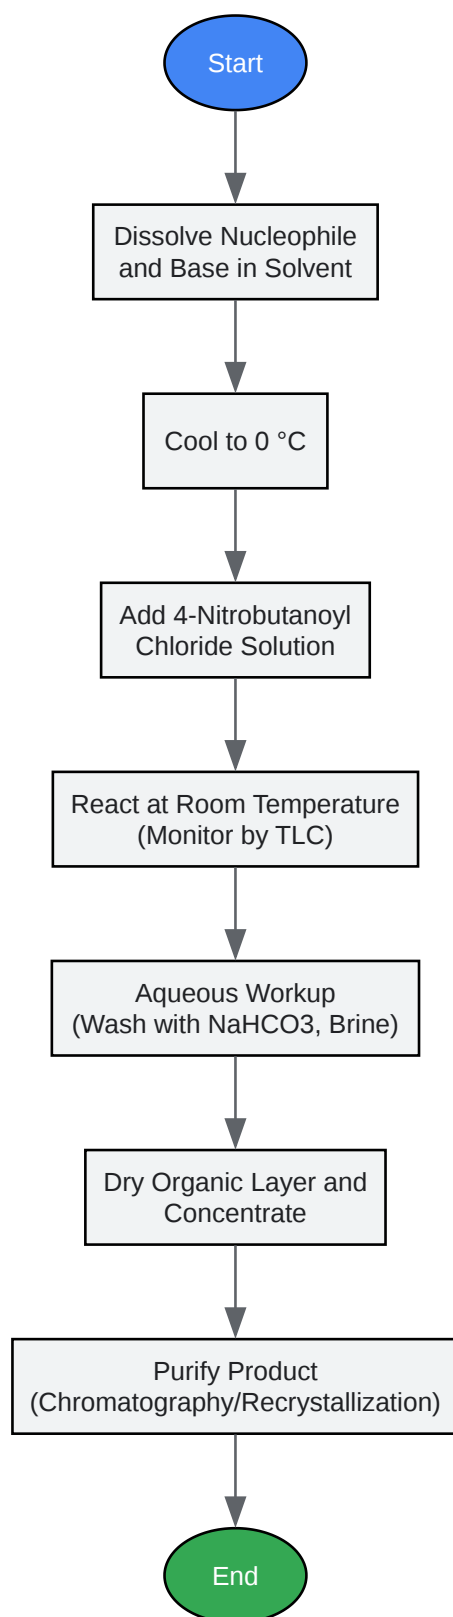 Start
Dissolve Nucleophile
and Base in Solvent
Cool to 0 °C
Add 4-Nitrobutanoyl
Chloride Solution
React at Room Temperature
(Monitor by TLC)
Aqueous Workup
(Wash with NaHCO3, Brine)
Dry Organic Layer and
Concentrate
Purify Product
(Chromatography/Recrystallization)
End